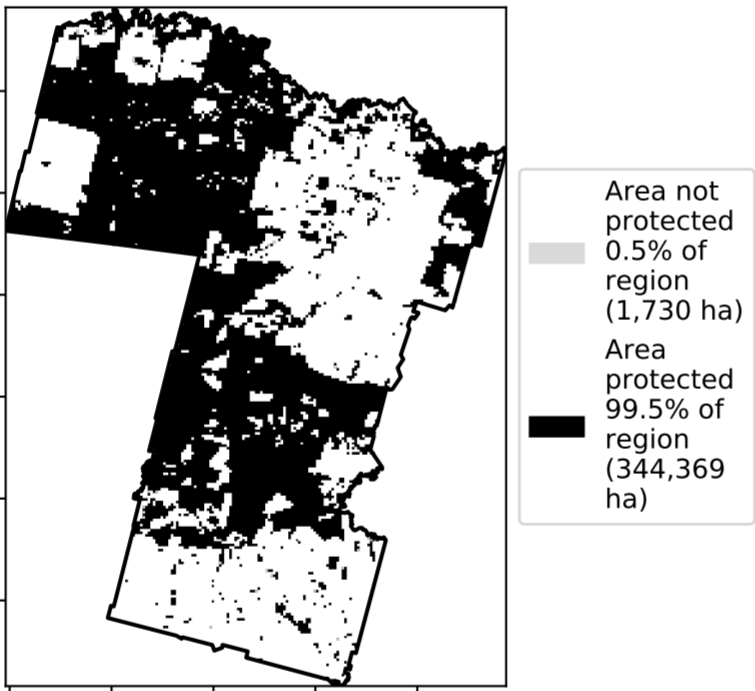 Area not
protected
0.5% of
region
(1,730 ha)
Area
protected
99.5% of
region
(344,369
ha)